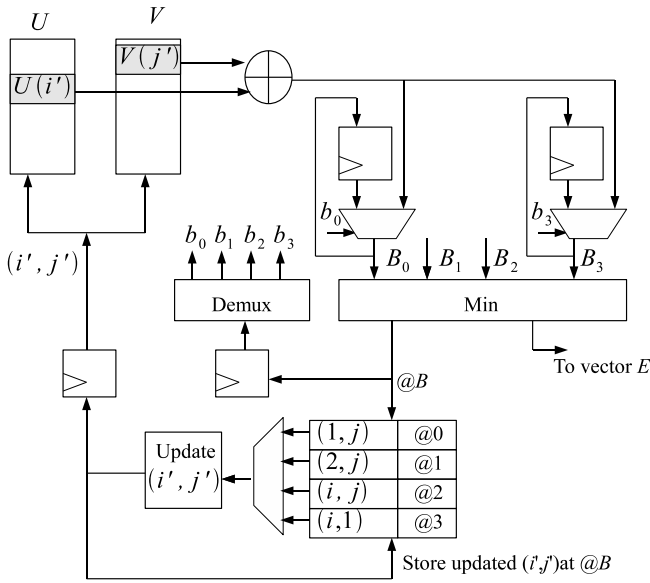 U V
V(j')
U(i')
b0 b3
b0 b1 b2 b3
(i', j')
B0 B1 B2 B3
Demux Min
To vector E
@B
(1, j) @0
Update (2, j) @1
(i', j') (i, j) @2
(i,1) @3
Store updated (i',j')at @B